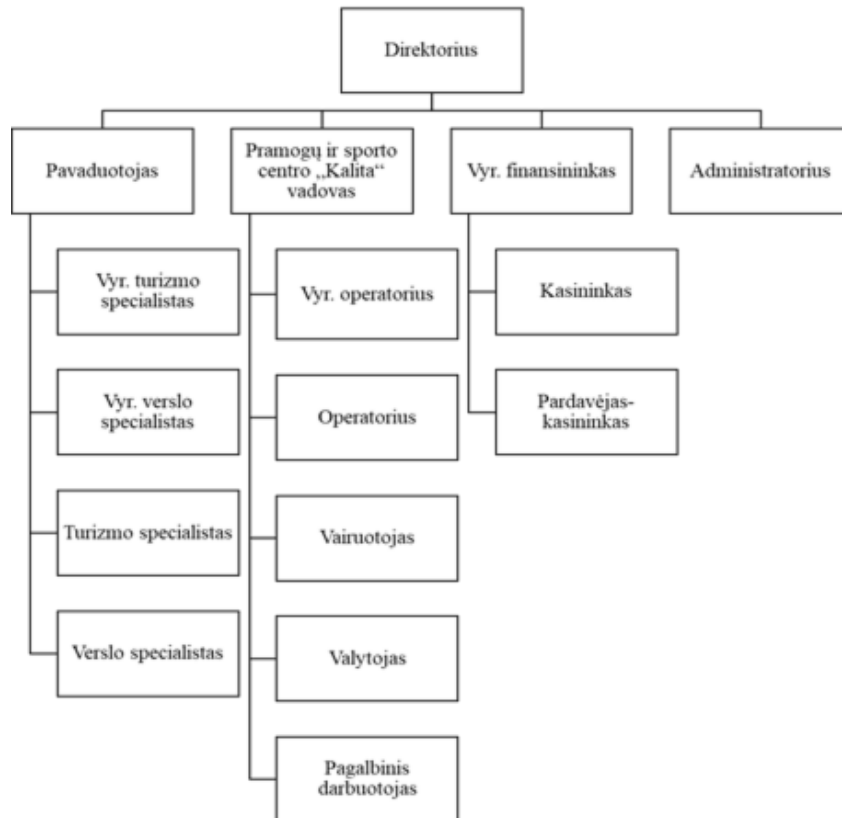 Direktorius
Pavaduotojas
Pramogų ir sporto
centro „Kalita“
vadovas
Vyr. finansininkas
Administratorius
Vyr. turizmo
specialistas
Vyr. verslo
specialistas
Turizmo specialistas
Verslo specialistas
Vyr. operatorius
Operatorius
Vairuotojas
Valytojas
Pagalbinis
darbuotojas
Kasininkas
Pardavėjas-
kasininkas